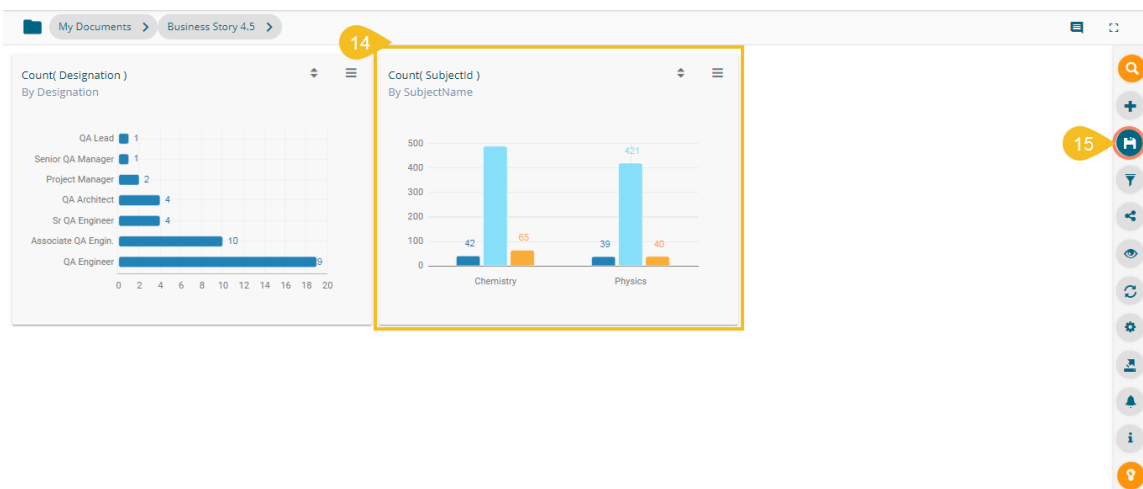 My Documents > Business Story 4.5 >
14
Count( Designation )
By Designation
QA Lead 1
Senior QA Manager 1
Project Manager 2
QA Architect 4
Sr QA Engineer 4
Associate QA Engin. 10
QA Engineer 9
0 2 4 6 8 10 12 14 16 18 20
Count( SubjectId )
By SubjectName
500
400
300
200
100
0
42 65
421
39 40
Chemistry Physics
15